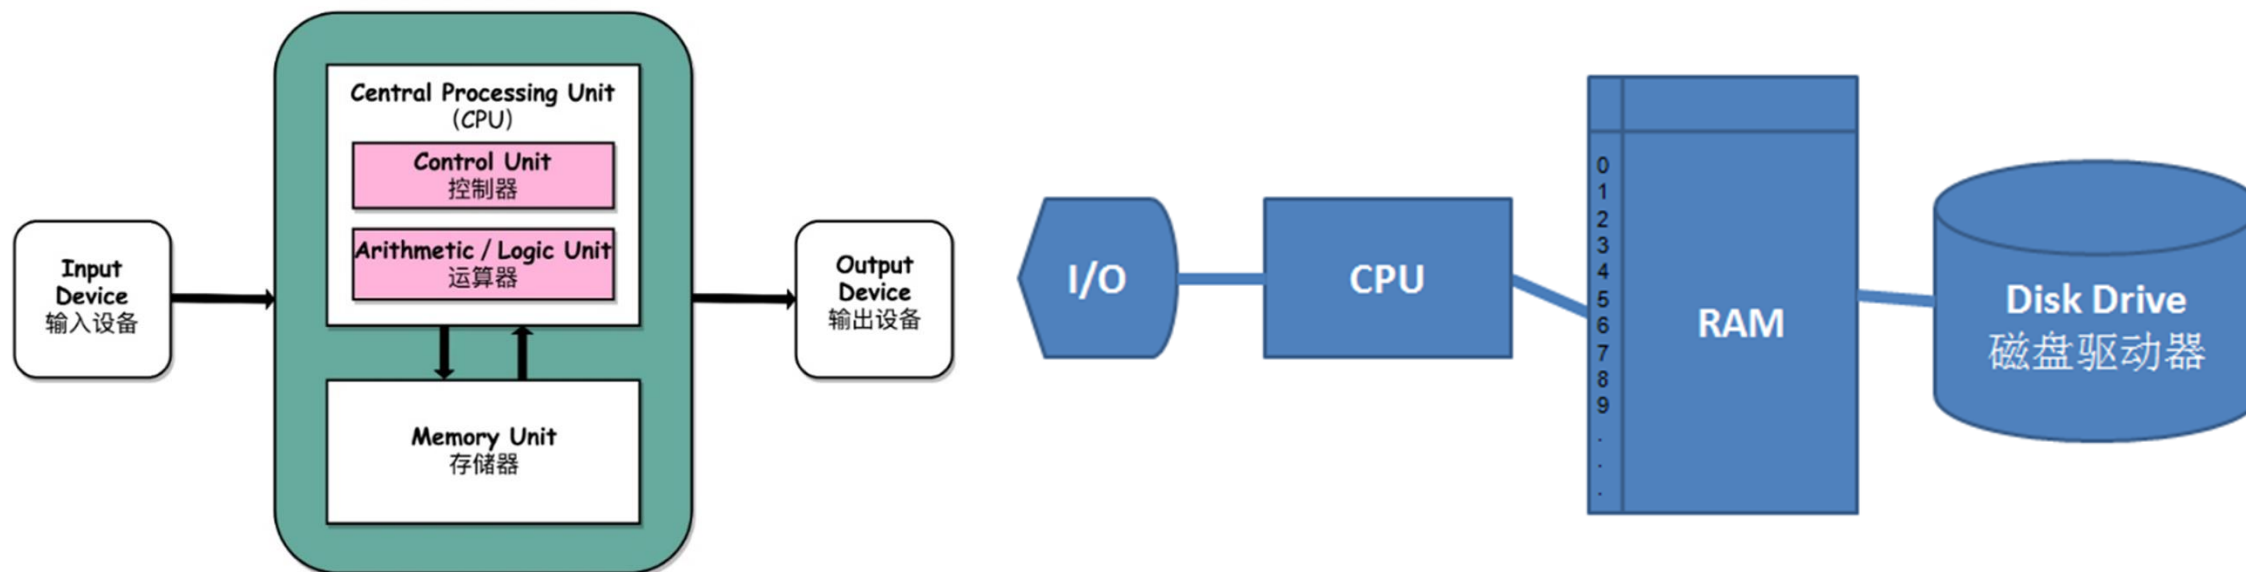 Central Processing Unit
(CPU)
Control Unit
控制器
Arithmetic / Logic Unit
运算器
Input
Device
输入设备
Output
Device
输出设备
Memory Unit
存储器
I/O
CPU
0
1
2
3
4
5
6
7
8
9
.
.
.
RAM
Disk Drive
磁盘驱动器